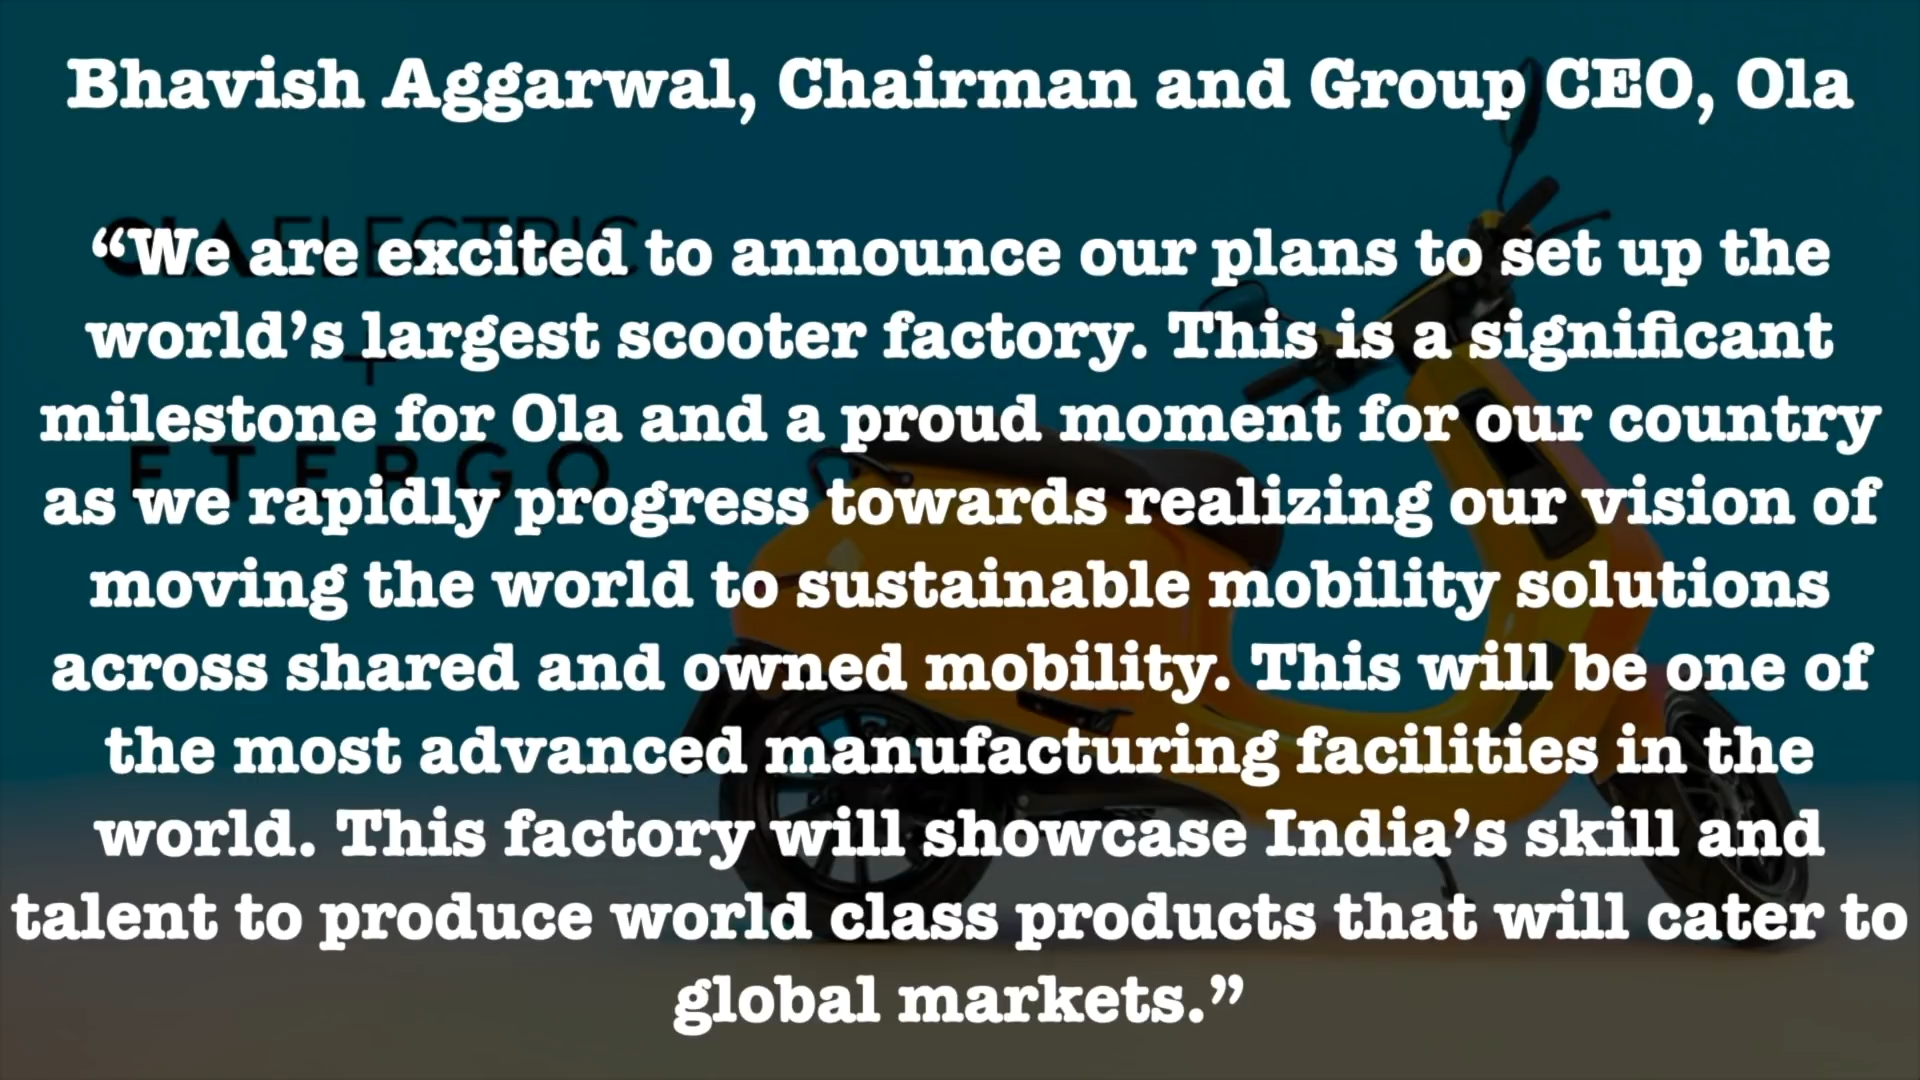 Bhavish Aggarwal, Chairman and Group CEO, Ola
“We are excited to announce our plans to set up the
world’s largest scooter factory. This is a significant
milestone for Ola and a proud moment for our country
as we rapidly progress towards realizing our vision of
moving the world to sustainable mobility solutions
across shared and owned mobility. This will be one of
the most advanced manufacturing facilities in the
world. This factory will showcase India’s skill and
talent to produce world class products that will cater to
global markets.”
OLA ELECTRIC
+
ETERGO